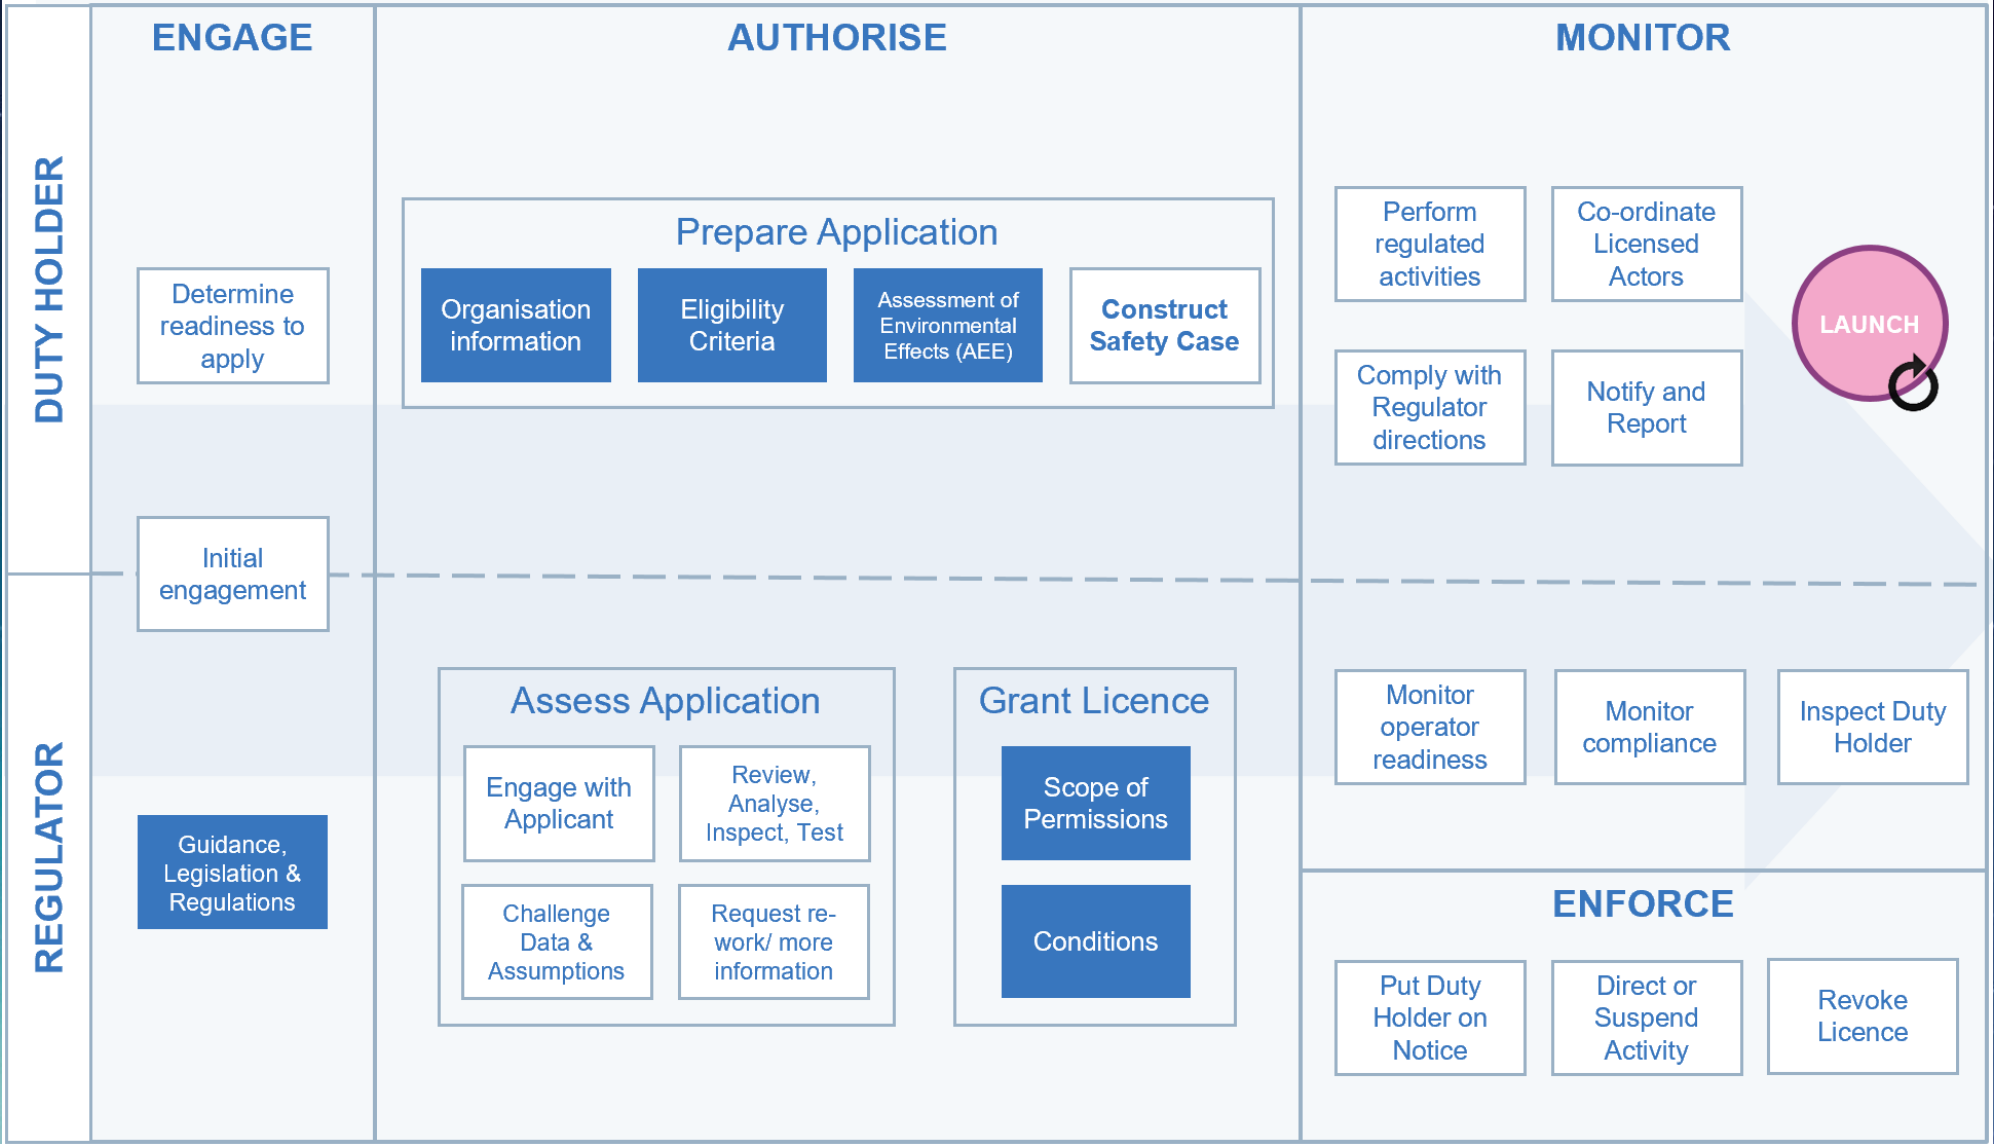 ENGAGE
AUTHORISE
MONITOR
DUTY HOLDER
Determine
readiness to
apply
Prepare Application
Organisation
information
Eligibility
Criteria
Assessment of
Environmental
Effects (AEE)
Construct
Safety Case
Perform
regulated
activities
Co-ordinate
Licensed
Actors
Comply with
Regulator
directions
Notify and
Report
LAUNCH
Initial
engagement
REGULATOR
Guidance,
Legislation &
Regulations
Assess Application
Engage with
Applicant
Review,
Analyse,
Inspect, Test
Challenge
Data &
Assumptions
Request re-
work/ more
information
Grant Licence
Scope of
Permissions
Conditions
Monitor
operator
readiness
Monitor
compliance
Inspect Duty
Holder
ENFORCE
Put Duty
Holder on
Notice
Direct or
Suspend
Activity
Revoke
Licence